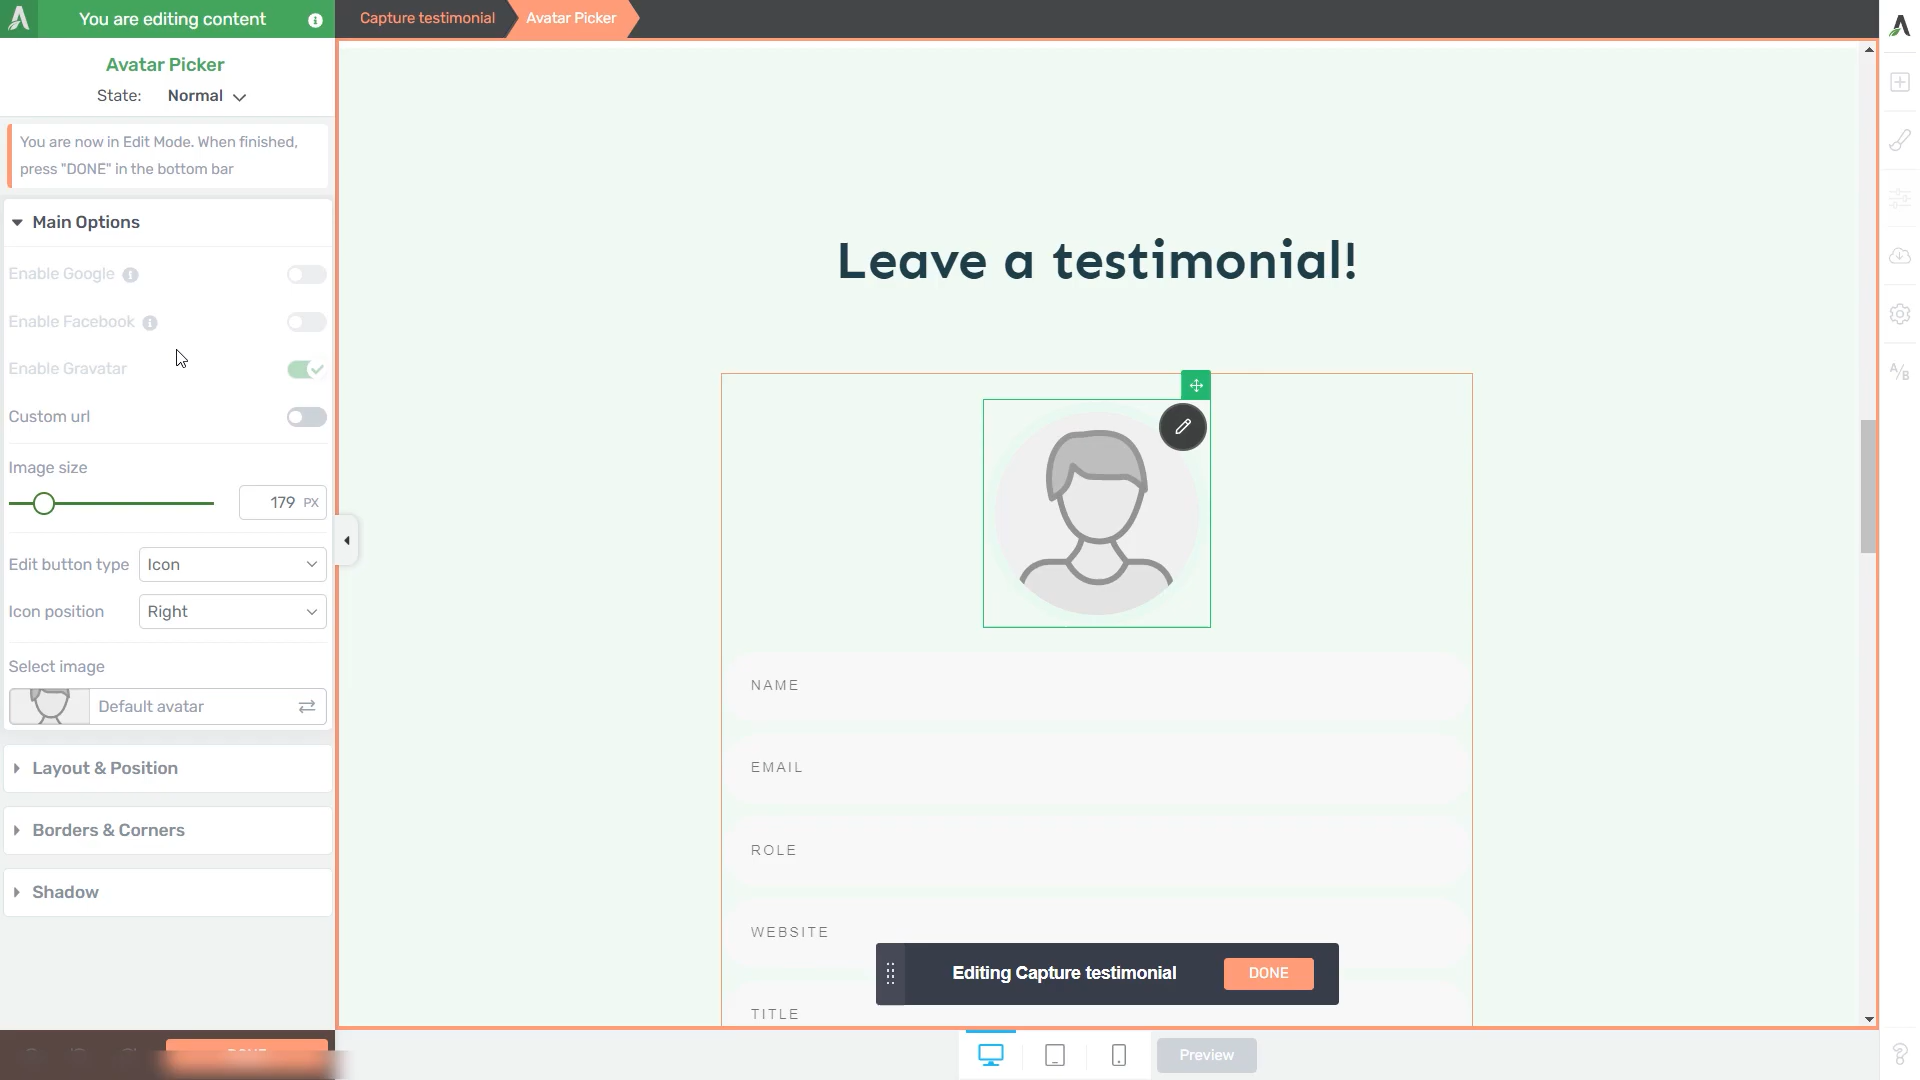 You are editing content
Capture testimonial
Avatar Picker
Avatar Picker
State: Normal
You are now in Edit Mode. When finished,
press "DONE" in the bottom bar
Main Options
Enable Google
Enable Facebook
Enable Gravatar
Custom url
Image size
179 PX
Edit button type Icon
Icon position Right
Select image
Default avatar
Layout & Position
Borders & Corners
Shadow
Leave a testimonial!
NAME
EMAIL
ROLE
WEBSITE
TITLE
Editing Capture testimonial DONE
Preview
A/B